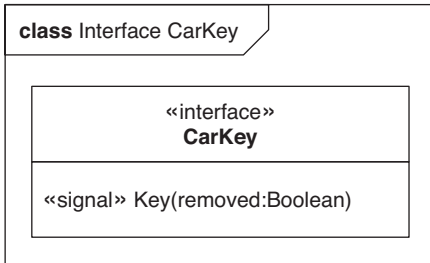 class Interface CarKey
«interface»
CarKey
«signal» Key(removed:Boolean)